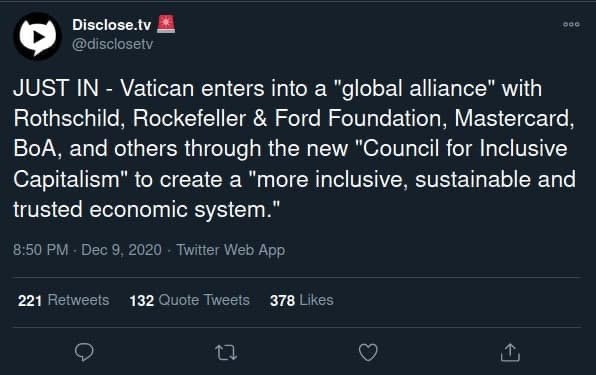 Disclose.tv 🚨
@disclosetv
JUST IN - Vatican enters into a "global alliance" with
Rothschild, Rockefeller & Ford Foundation, Mastercard,
BoA, and others through the new "Council for Inclusive
Capitalism" to create a "more inclusive, sustainable and
trusted economic system."
8:50 PM · Dec 9, 2020 · Twitter Web App
221 Retweets 132 Quote Tweets 378 Likes